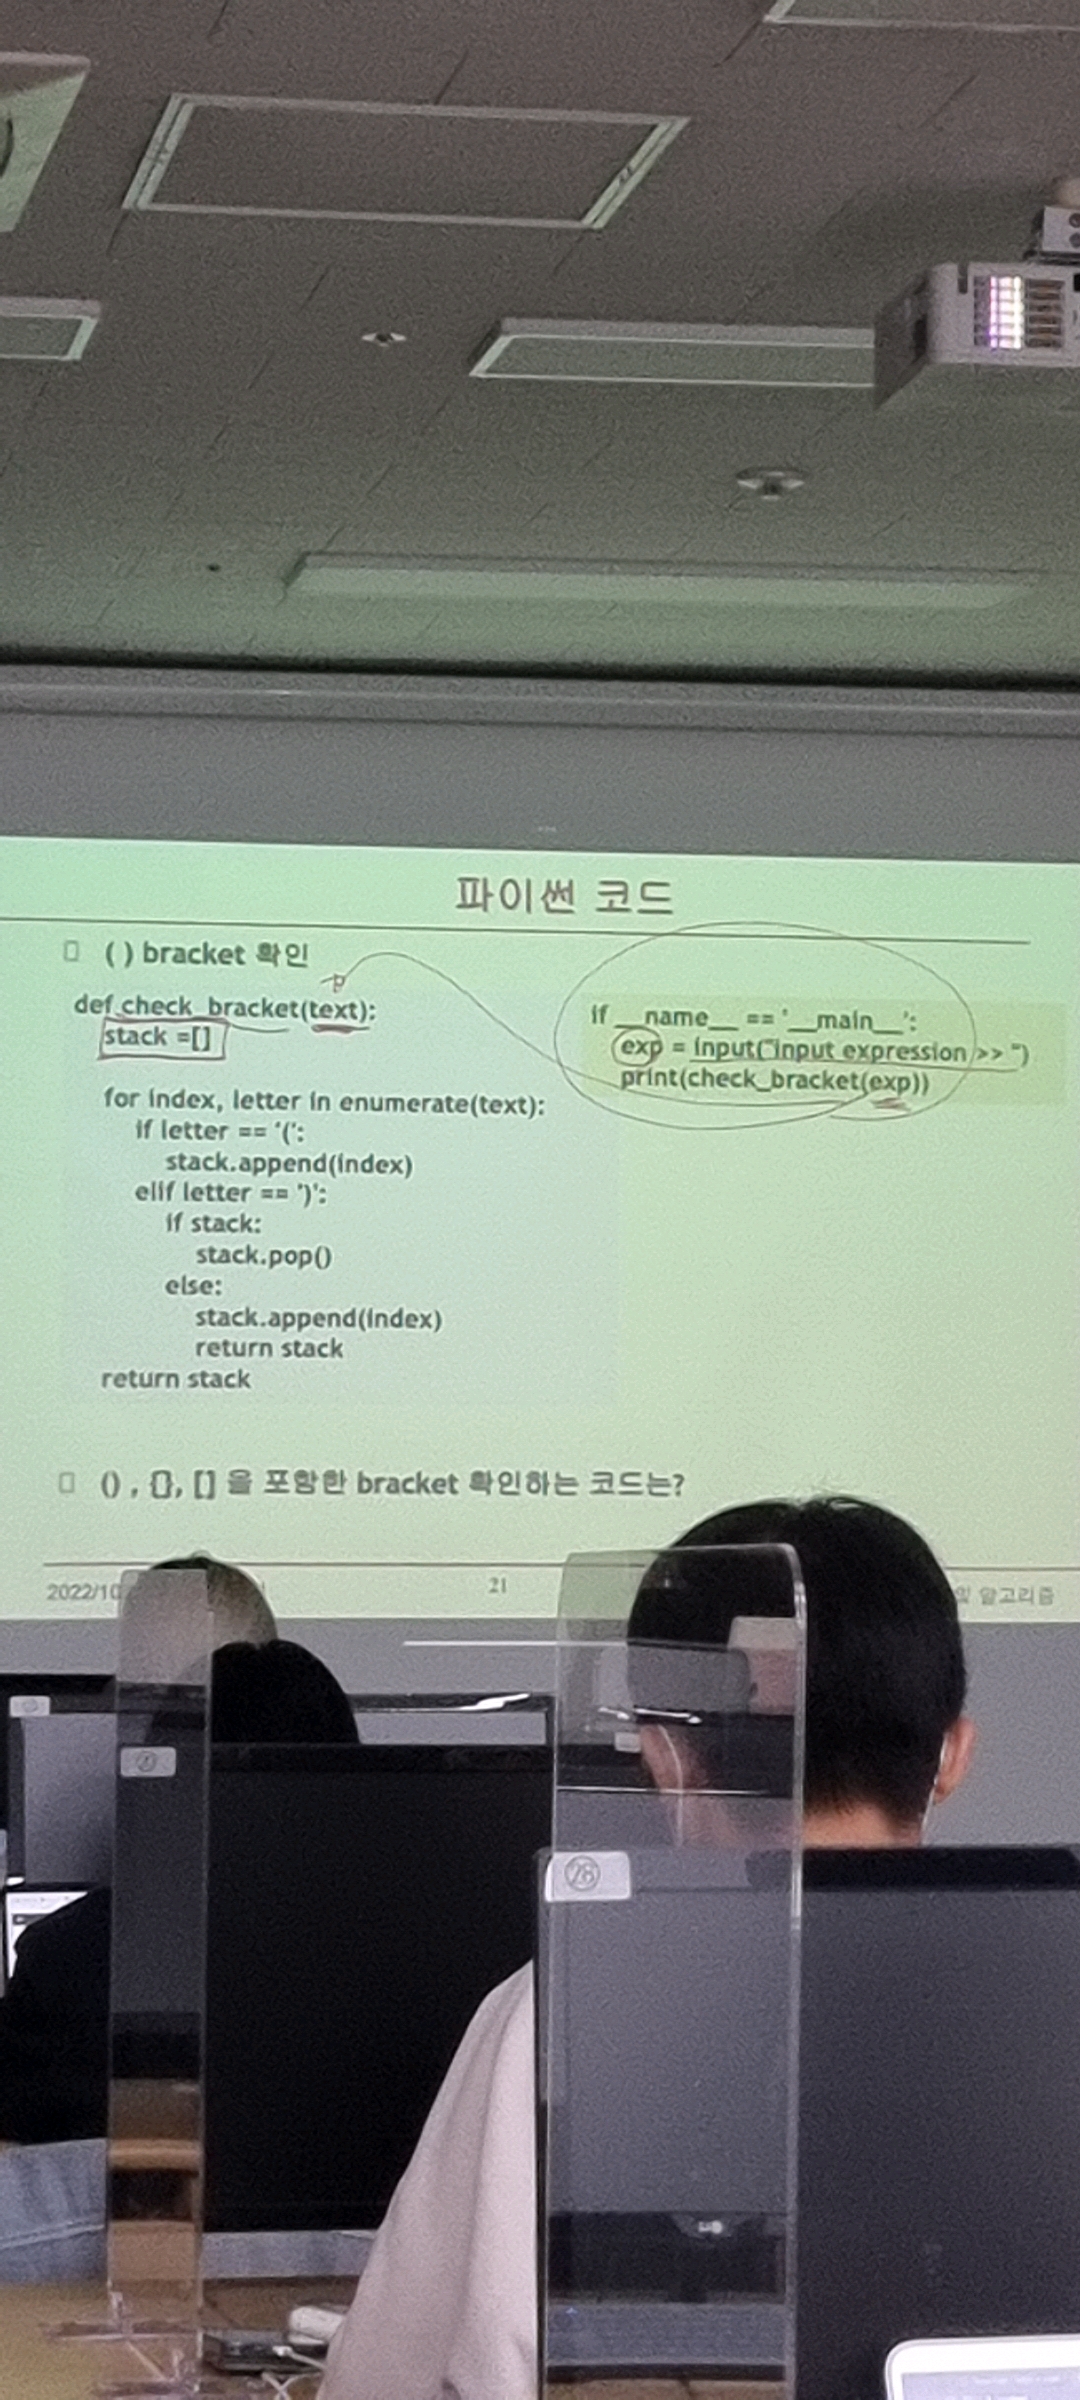 파이썬 코드
( ) bracket 확인
def check_bracket(text):
stack =[]
for index, letter in enumerate(text):
if letter == '(':
stack.append(index)
elif letter == ')':
if stack:
stack.pop()
else:
stack.append(index)
return stack
return stack
if __name__ == '__main__':
exp = input("input expression >> ")
print(check_bracket(exp))
() , {}, [] 을 포함한 bracket 확인하는 코드는?
2022/10
21
및 알고리즘
28